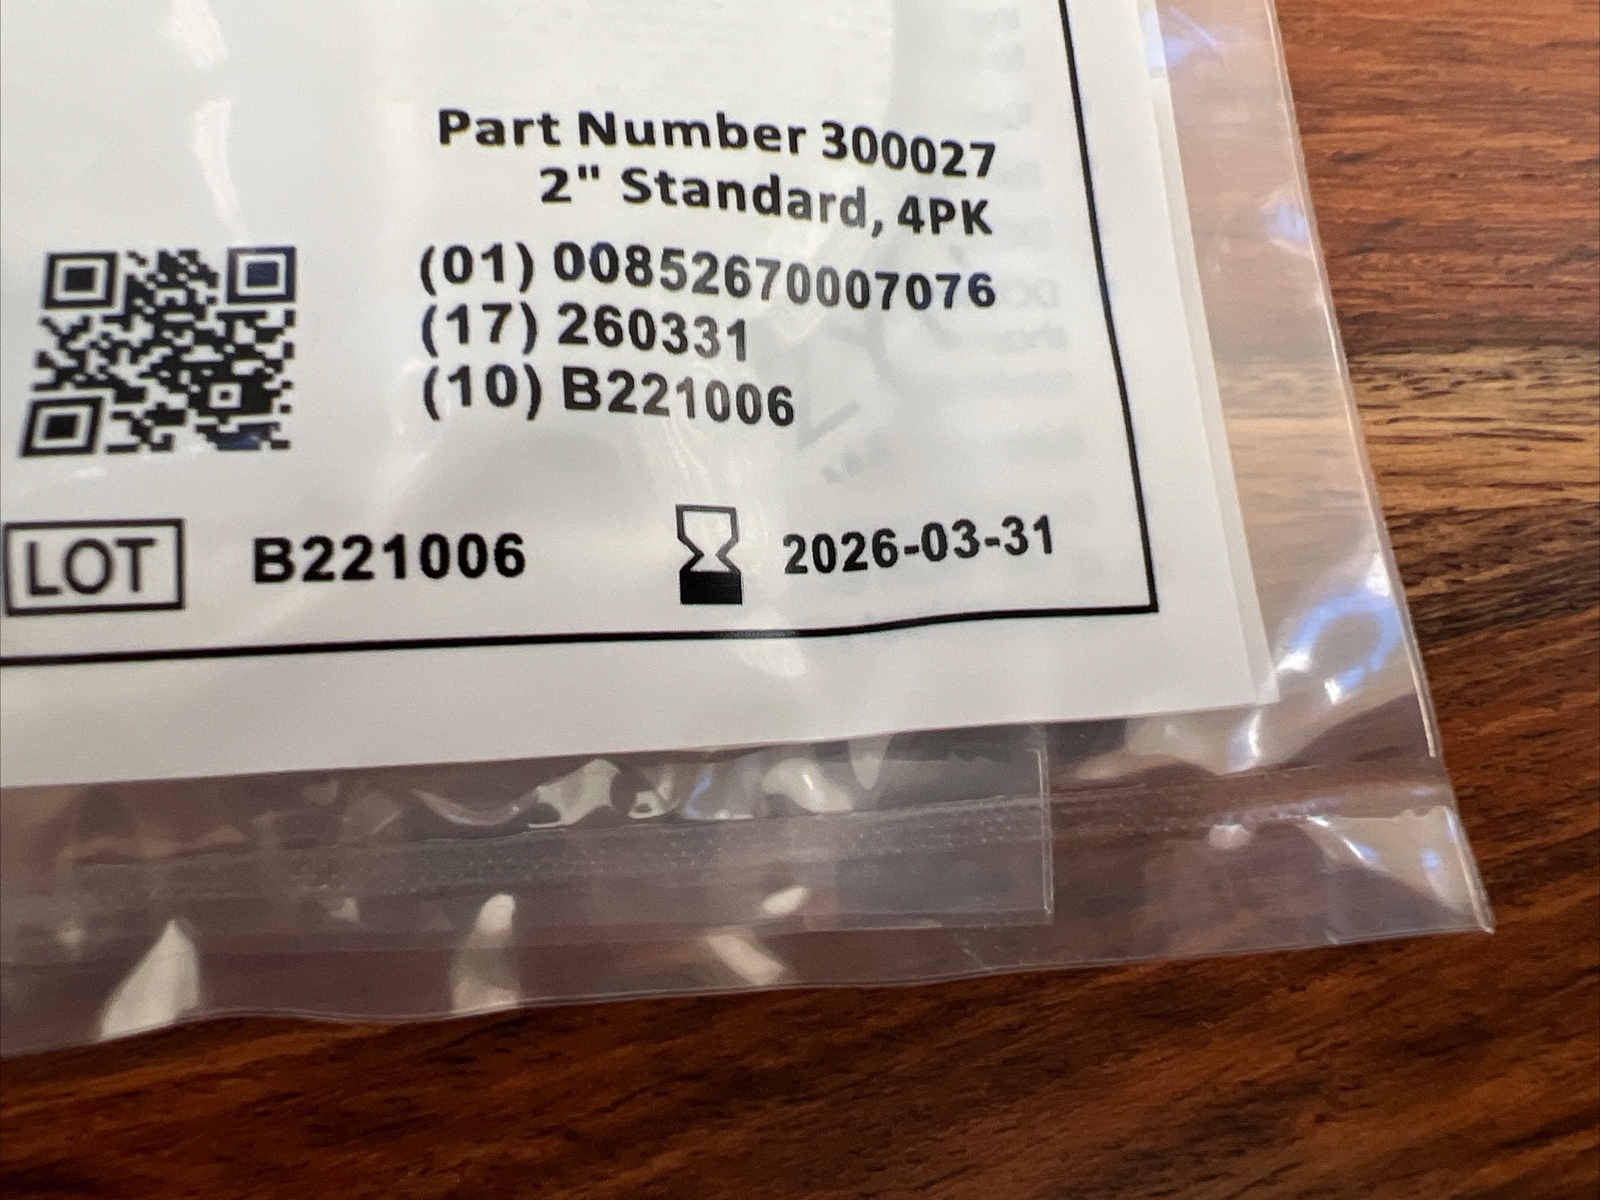 Part Number 300027
2" Standard, 4PK
(01) 00852670007076
(17) 260331
(10) B221006
LOT B221006 2026-03-31